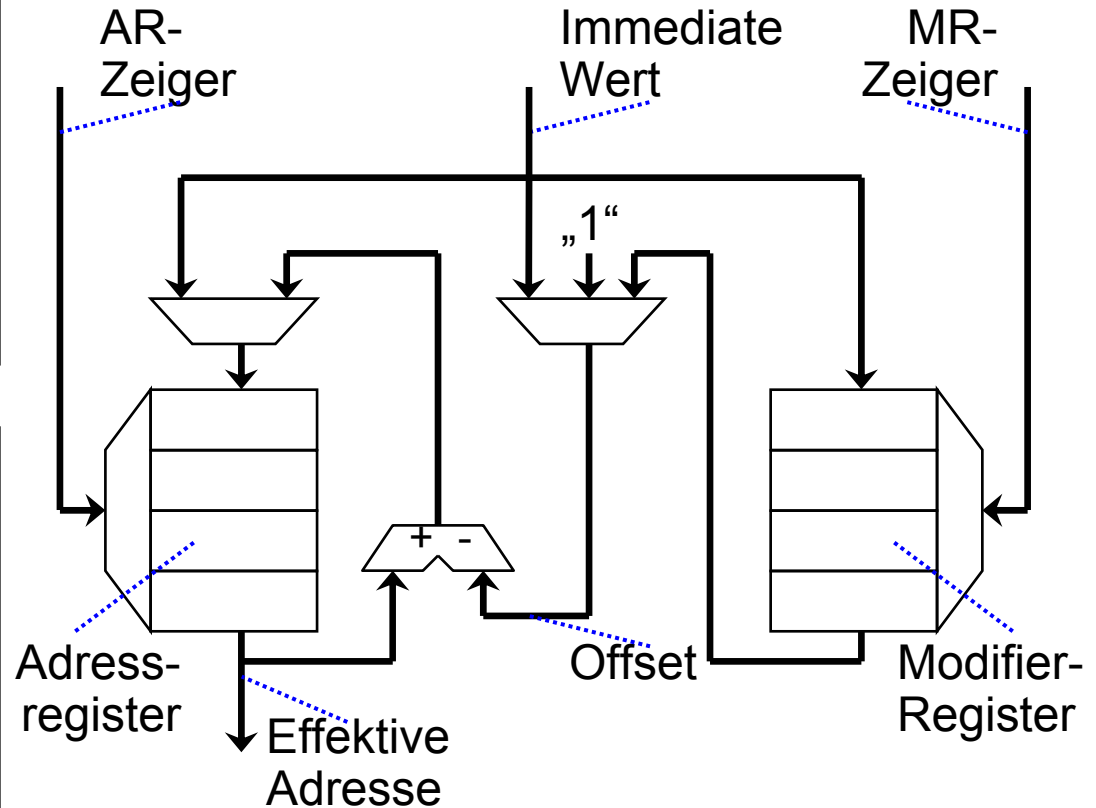 AR-
Zeiger
Immediate
Wert
MR-
Zeiger
„1“
+ -
Adress-
register
Effektive
Adresse
Offset
Modifier-
Register